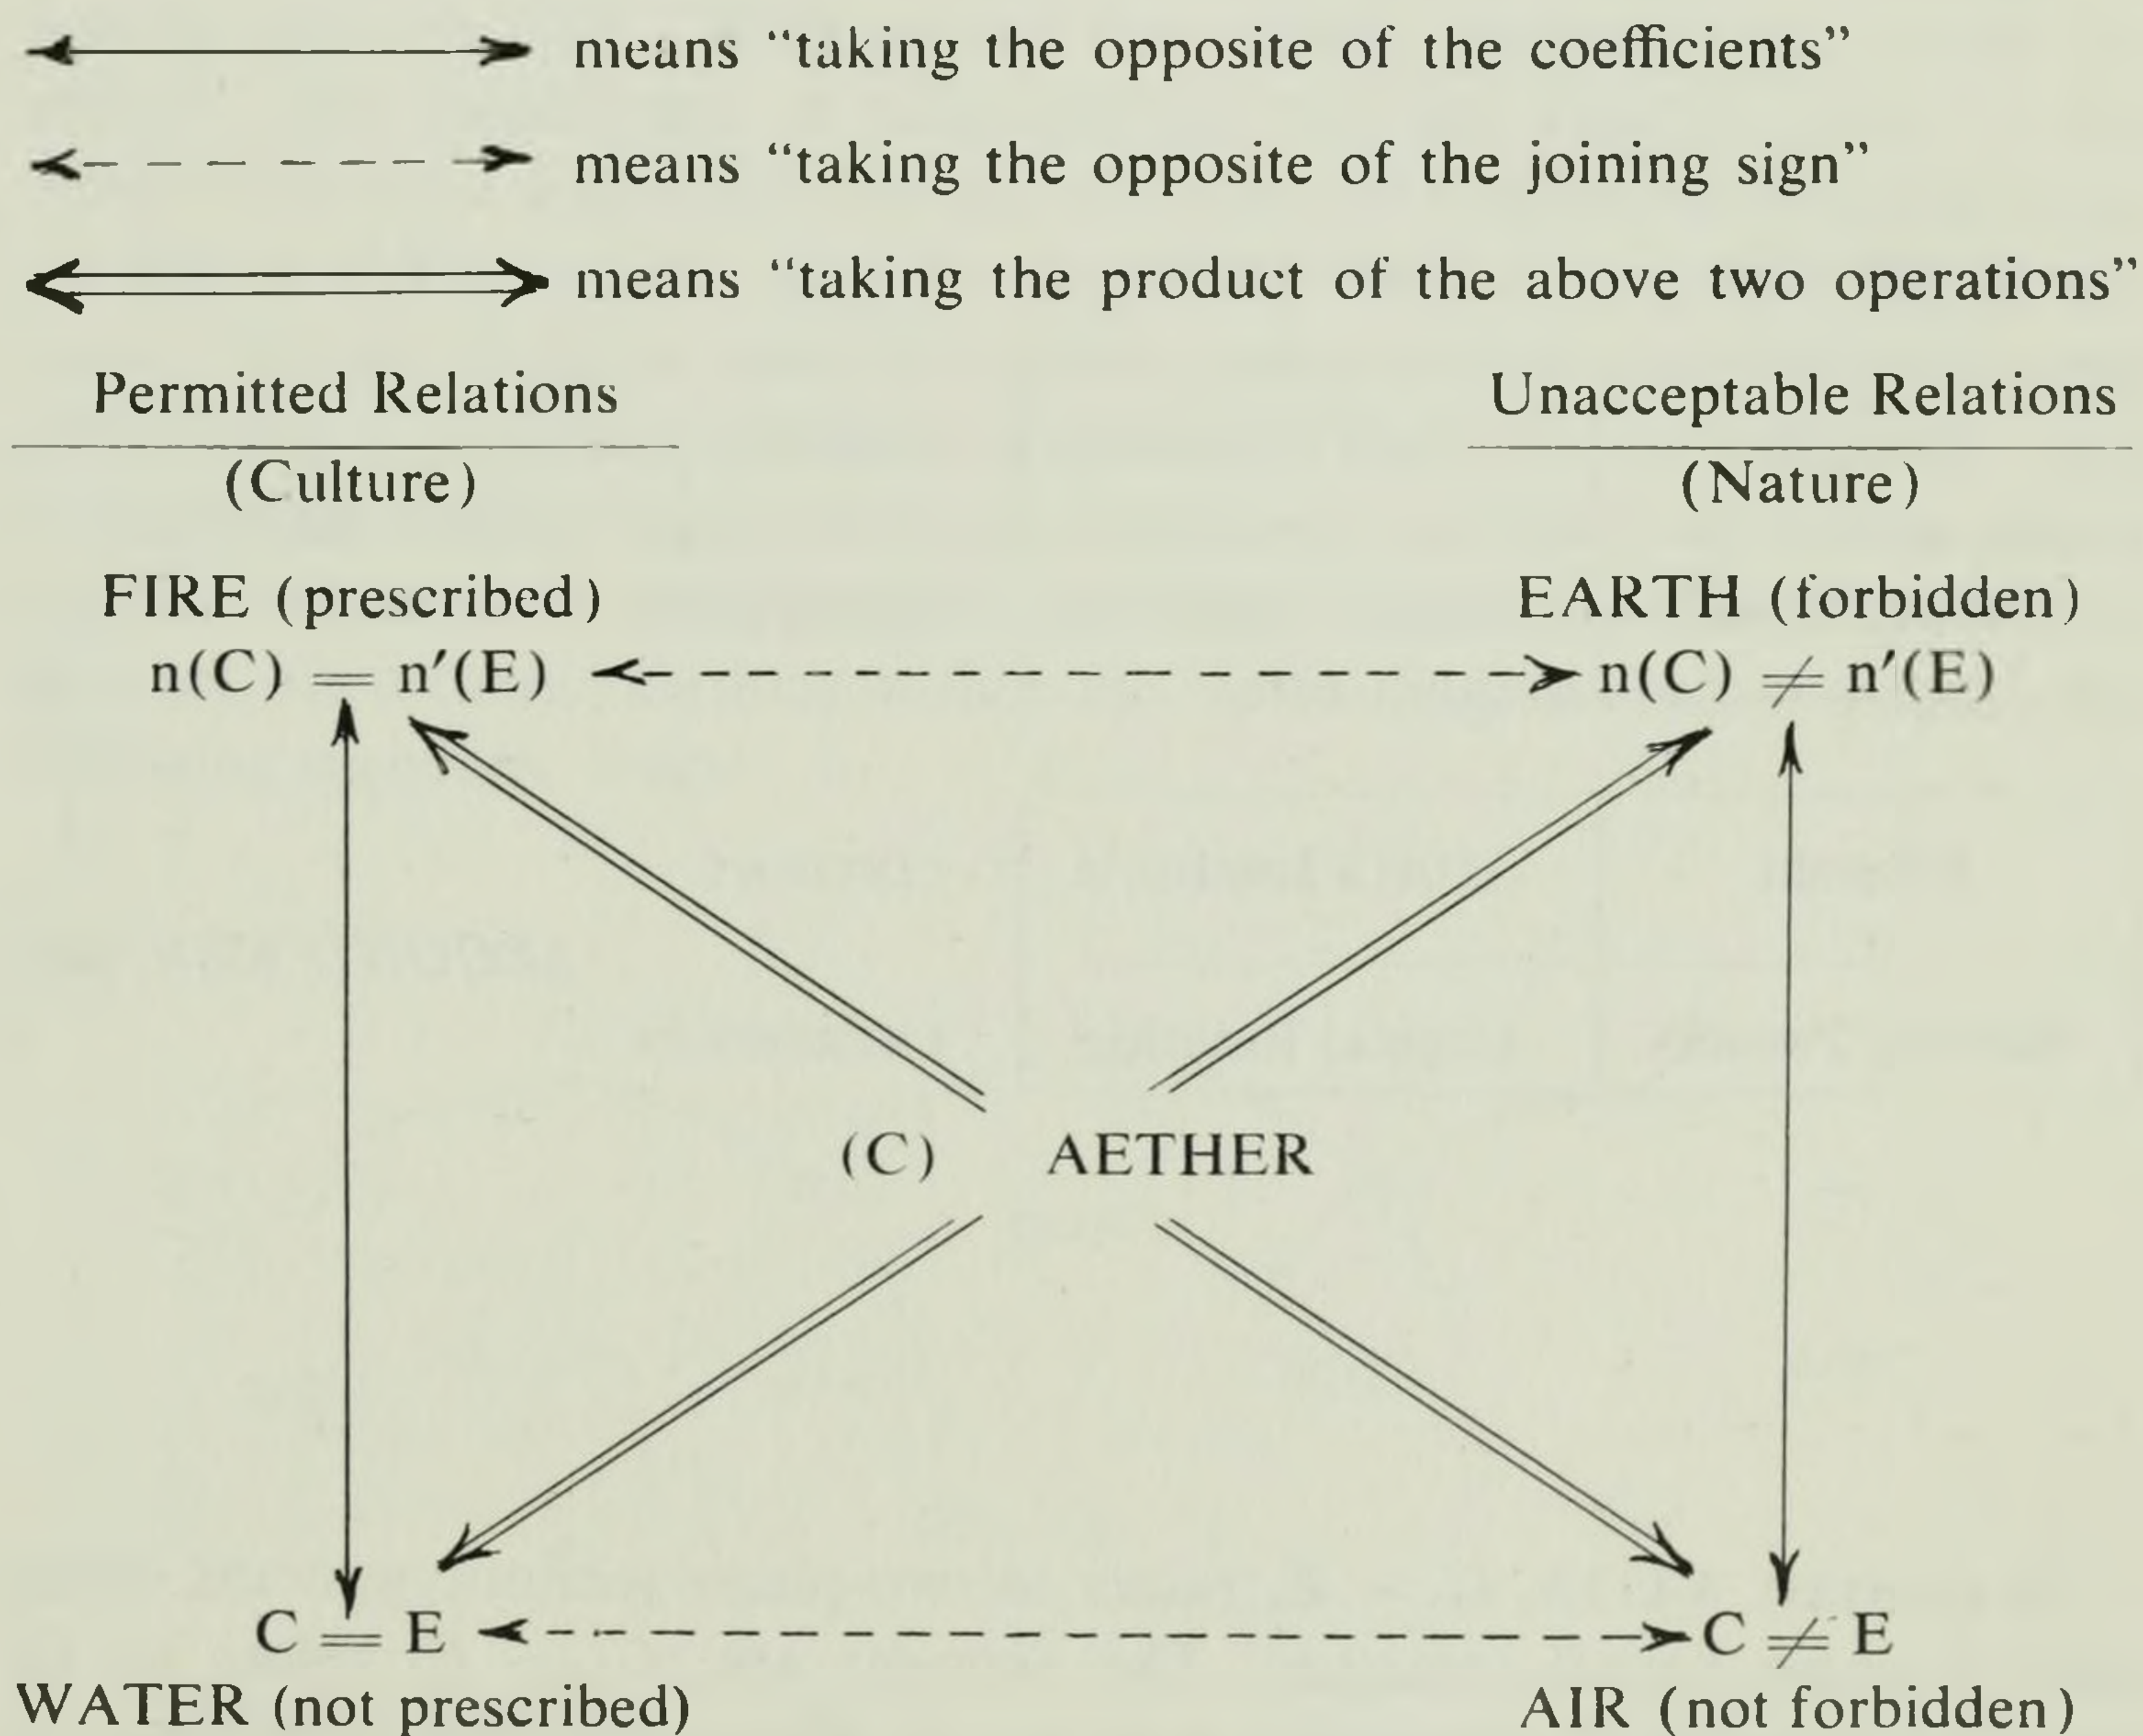 means “taking the opposite of the coefficients”
means “taking the opposite of the joining sign”
means “taking the product of the above two operations”
Permitted Relations Unacceptable Relations
(Culture) (Nature)
FIRE (prescribed) EARTH (forbidden)
n(C) = n′(E) n(C) ≠ n′(E)
(C) AETHER
C = E C ≠ E
WATER (not prescribed) AIR (not forbidden)